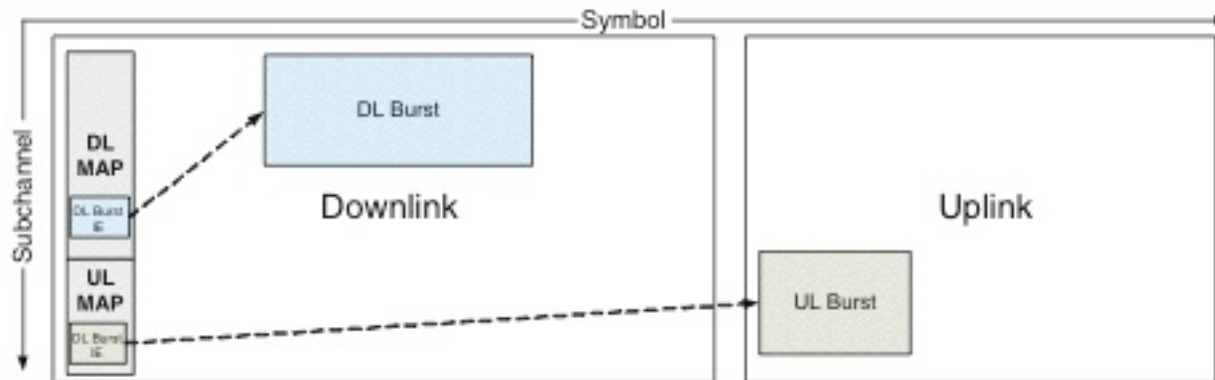 Symbol
Subchannel
DL
MAP
DL Burst
IE
UL
MAP
DL Burst
IE
DL Burst
Downlink
Uplink
UL Burst